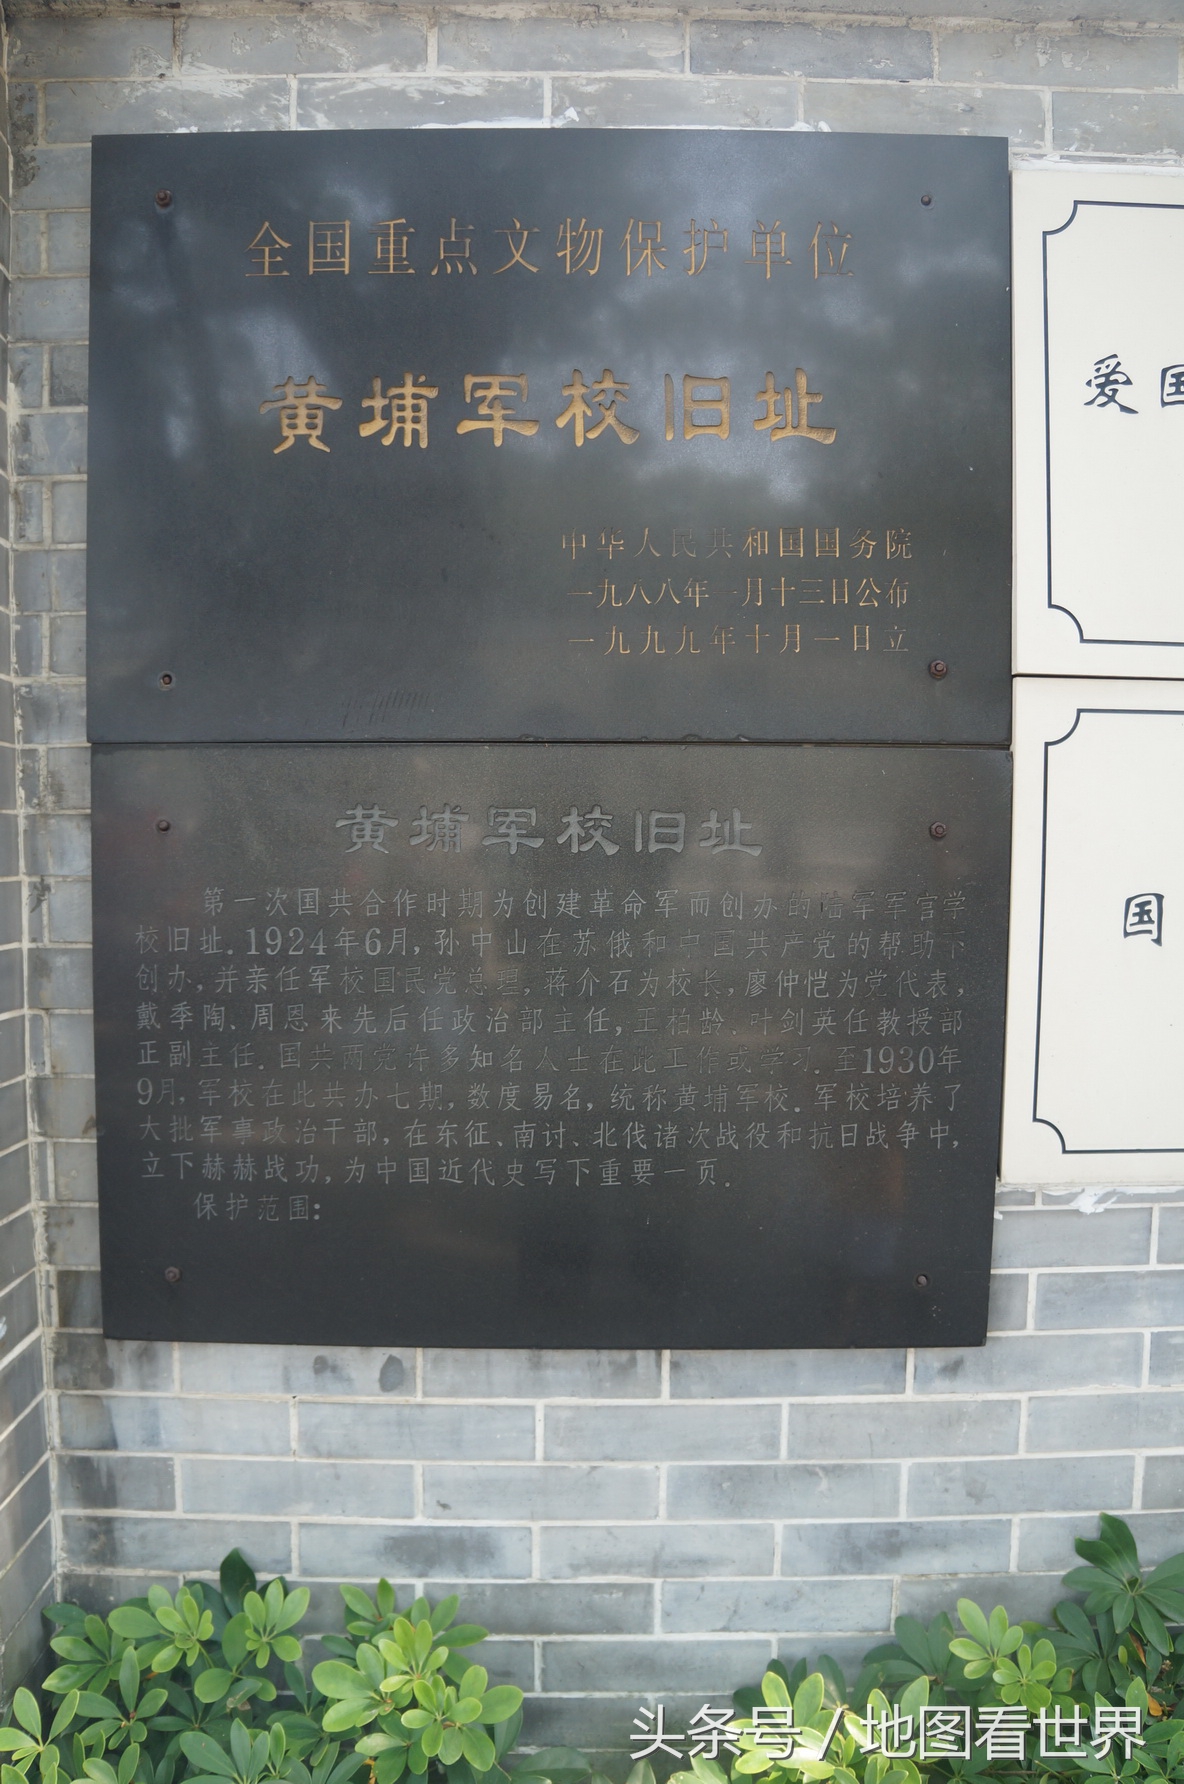 全国重点文物保护单位
黄埔军校旧址
中华人民共和国国务院
一九八八年一月十三日公布
一九九九年十月一日立
黄埔军校旧址
第一次国共合作时期为创建革命军而创办的陆军军官学
校旧址.1924年6月,孙中山在苏俄和中国共产党的帮助下
创办,并亲任军校国民党总理,蒋介石为校长,廖仲恺为党代表,
戴季陶、周恩来先后任政治部主任,王柏龄、叶剑英任教授部
正副主任.国共两党许多知名人士在此工作或学习.至1930年
9月,军校在此共办七期,数度易名,统称黄埔军校.军校培养了
大批军事政治干部,在东征、南讨、北伐诸次战役和抗日战争中,
立下赫赫战功,为中国近代史写下重要一页.
保护范围:
爱国
国
头条号/地图看世界